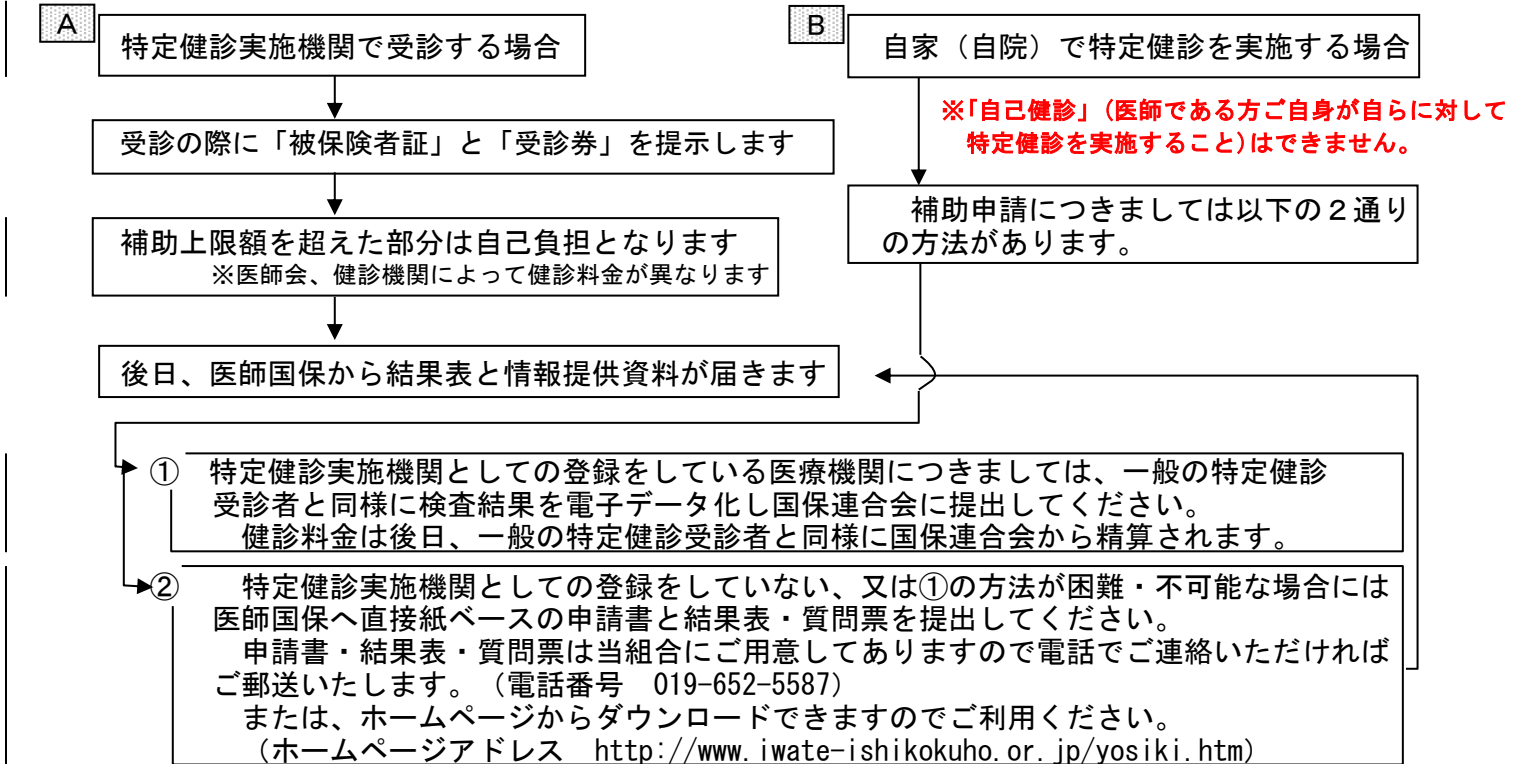 A
特定健診実施機関で受診する場合
受診の際に「被保険者証」と「受診券」を提示します
補助上限額を超えた部分は自己負担となります
※医師会、健診機関によって健診料金が異なります
後日、医師国保から結果表と情報提供資料が届きます
B
自家（自院）で特定健診を実施する場合
※「自己健診」（医師である方ご自身が自らに対して
特定健診を実施すること）はできません。
補助申請につきましては以下の２通り
の方法があります。
① 特定健診実施機関としての登録をしている医療機関につきましては、一般の特定健診
受診者と同様に検査結果を電子データ化し国保連合会に提出してください。
健診料金は後日、一般の特定健診受診者と同様に国保連合会から精算されます。
② 特定健診実施機関としての登録をしていない、又は①の方法が困難・不可能な場合には
医師国保へ直接紙ベースの申請書と結果表・質問票を提出してください。
申請書・結果表・質問票は当組合にご用意してありますので電話でご連絡いただければ
ご郵送いたします。（電話番号　019-652-5587）
または、ホームページからダウンロードできますのでご利用ください。
（ホームページアドレス　http://www.iwate-ishikokuho.or.jp/yosiki.htm）